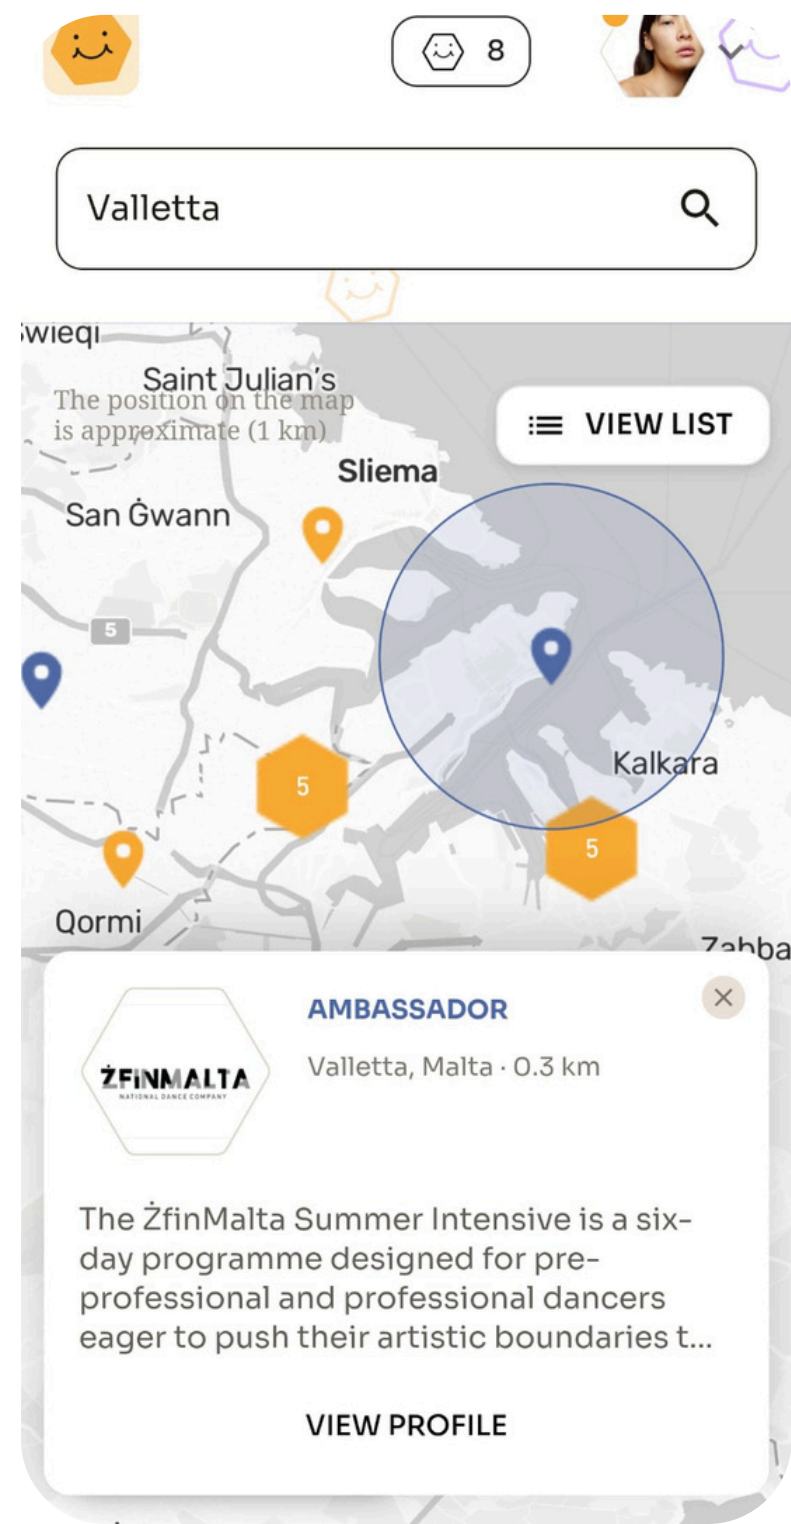 8
Valletta
Swieqi
Saint Julian's
The position on the map
is approximate (1 km)
VIEW LIST
Sliema
San Ġwann
5
5
Kalkara
5
Qormi
Zabba
AMBASSADOR
ŻFINMALTA
NATIONAL DANCE COMPANY
Valletta, Malta · 0.3 km
The ŻfinMalta Summer Intensive is a six-
day programme designed for pre-
professional and professional dancers
eager to push their artistic boundaries t...
VIEW PROFILE